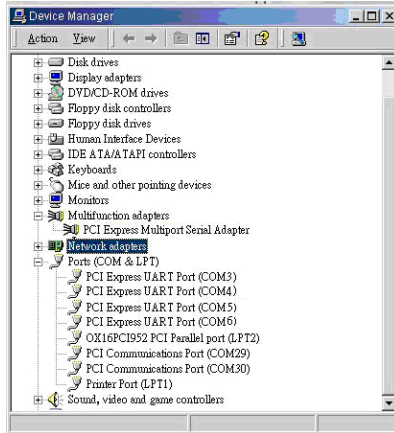 Device Manager
Action View
Disk drives
Display adapters
DVD/CD-ROM drives
Floppy disk controllers
Floppy disk drives
Human Interface Devices
IDE ATA/ATAPI controllers
Keyboards
Mice and other pointing devices
Monitors
Multifunction adapters
PCI Express Multiport Serial Adapter
Network adapters
Ports (COM & LPT)
PCI Express UART Port (COM3)
PCI Express UART Port (COM4)
PCI Express UART Port (COM5)
PCI Express UART Port (COM6)
OX16PCI952 PCI Parallel port (LPT2)
PCI Communications Port (COM29)
PCI Communications Port (COM30)
Printer Port (LPT1)
Sound, video and game controllers